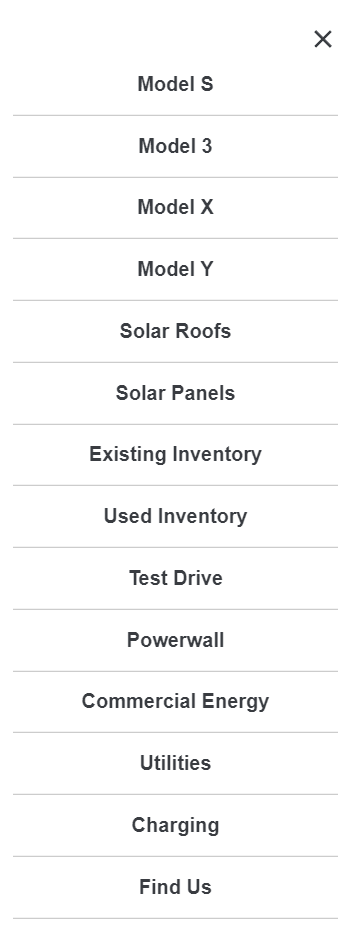 Model S
Model 3
Model X
Model Y
Solar Roofs
Solar Panels
Existing Inventory
Used Inventory
Test Drive
Powerwall
Commercial Energy
Utilities
Charging
Find Us